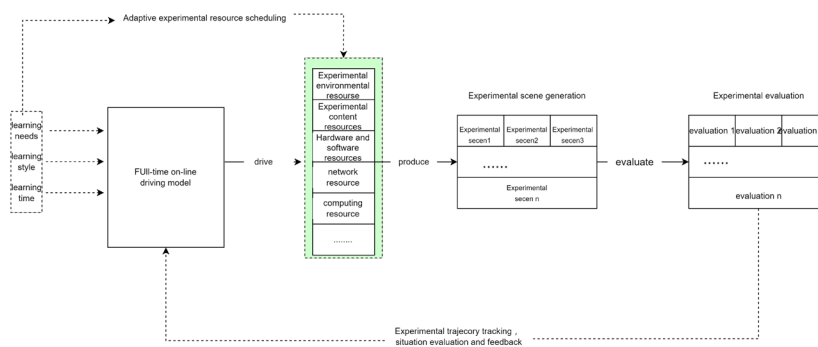 Adaptive experimental resource scheduling
learning
needs
learning
style
learning
time
FUll-time on-line
driving model
drive
Experimental
environmental
resourse
Experimental
content
resources
Hardware and
software
resources
network
resource
computing
resource
........
produce
Experimental scene generation
Experimental
secen1
Experimental
secen2
Experimental
secen3
......
Experimental
secen n
evaluate
Experimental evaluation
evaluation 1
evaluation 2
evaluation
......
evaluation n
Experimental trajecory tracking ,
situation evaluation and feedback